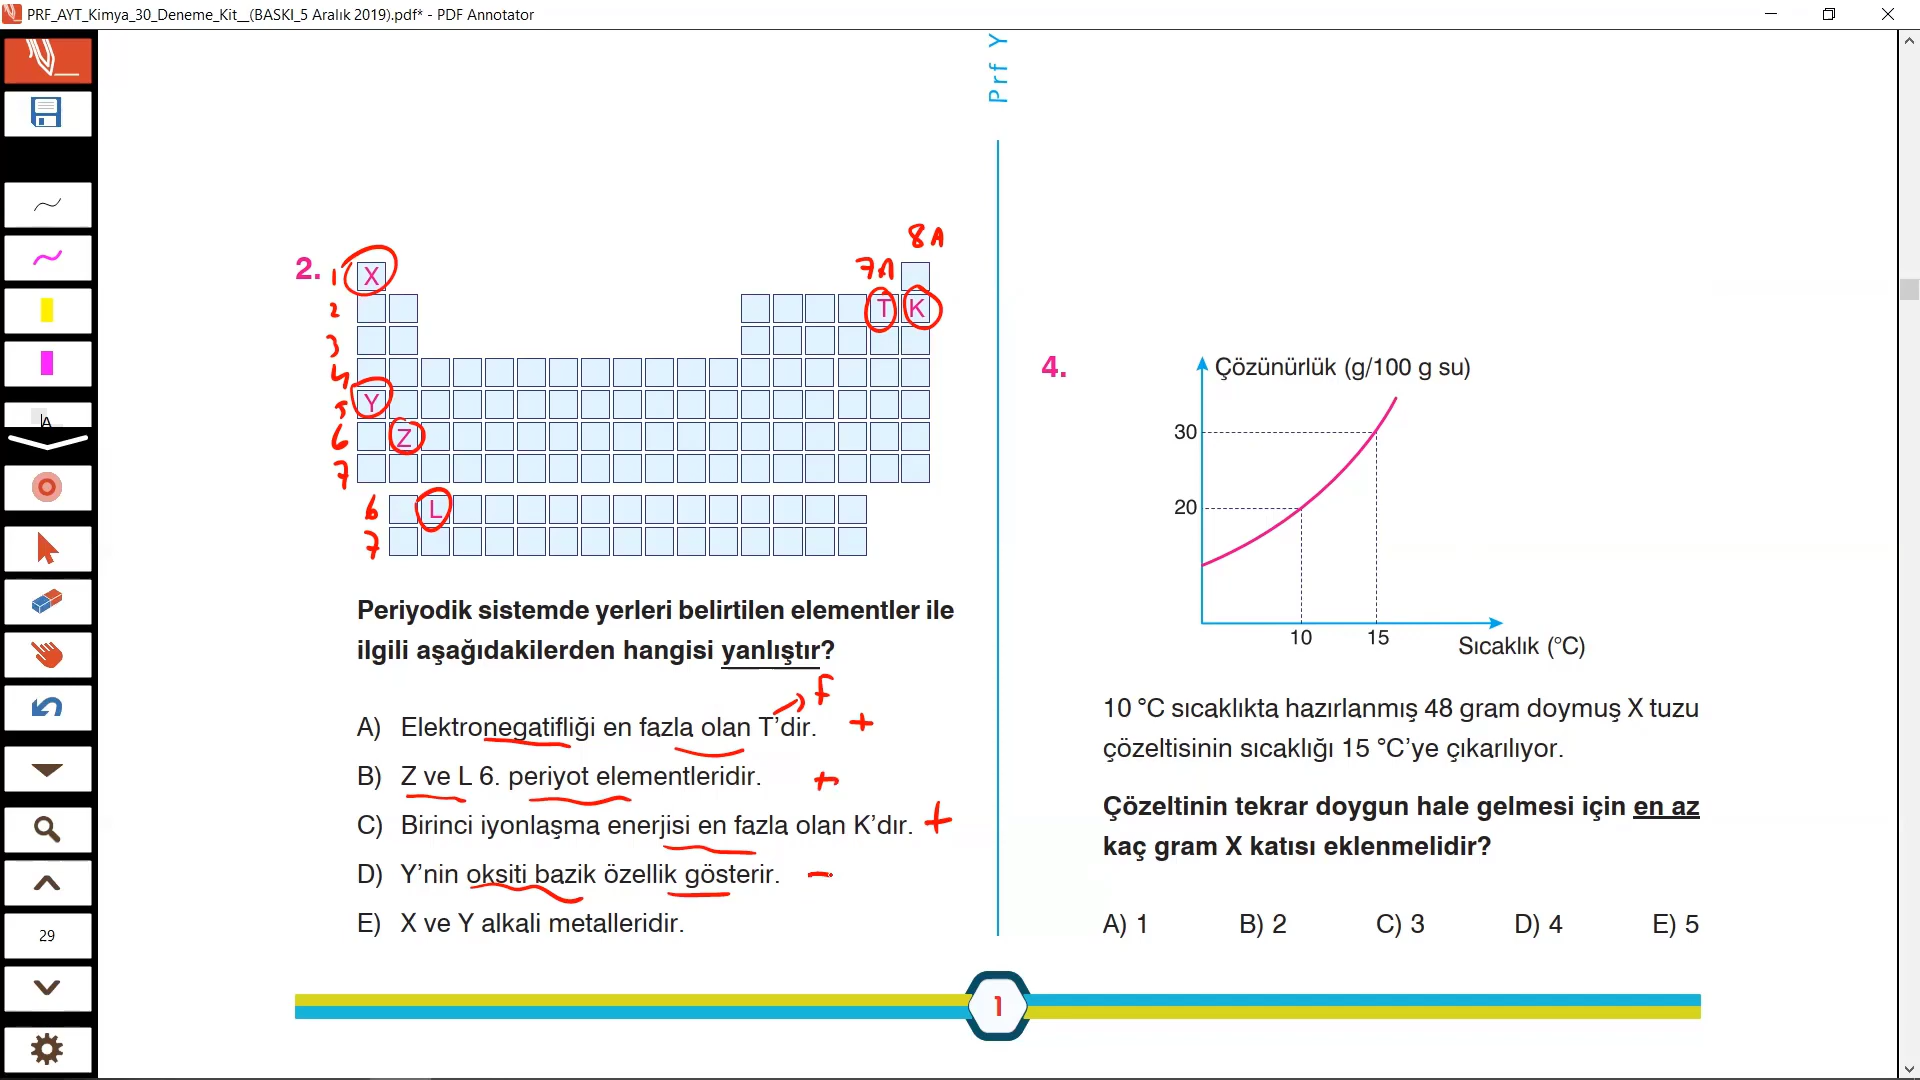 PRF_AYT_Kimya_30_Deneme_Kit__(BASKI_5 Aralık 2019).pdf* - PDF Annotator
Prf Y
A
29
8A
7A
2.
1 X
2 T K
3
4
5 Y
6 Z
7
6 L
7
Periyodik sistemde yerleri belirtilen elementler ile
ilgili aşağıdakilerden hangisi yanlıştır?
F
A) Elektronegatifliği en fazla olan T’dir. +
B) Z ve L 6. periyot elementleridir. +
C) Birinci iyonlaşma enerjisi en fazla olan K’dır. +
D) Y’nin oksiti bazik özellik gösterir. –
E) X ve Y alkali metalleridir.
4.
Çözünürlük (g/100 g su)
30
20
10 15
Sıcaklık (°C)
10 °C sıcaklıkta hazırlanmış 48 gram doymuş X tuzu
çözeltisinin sıcaklığı 15 °C’ye çıkarılıyor.
Çözeltinin tekrar doygun hale gelmesi için en az
kaç gram X katısı eklenmelidir?
A) 1 B) 2 C) 3 D) 4 E) 5
1